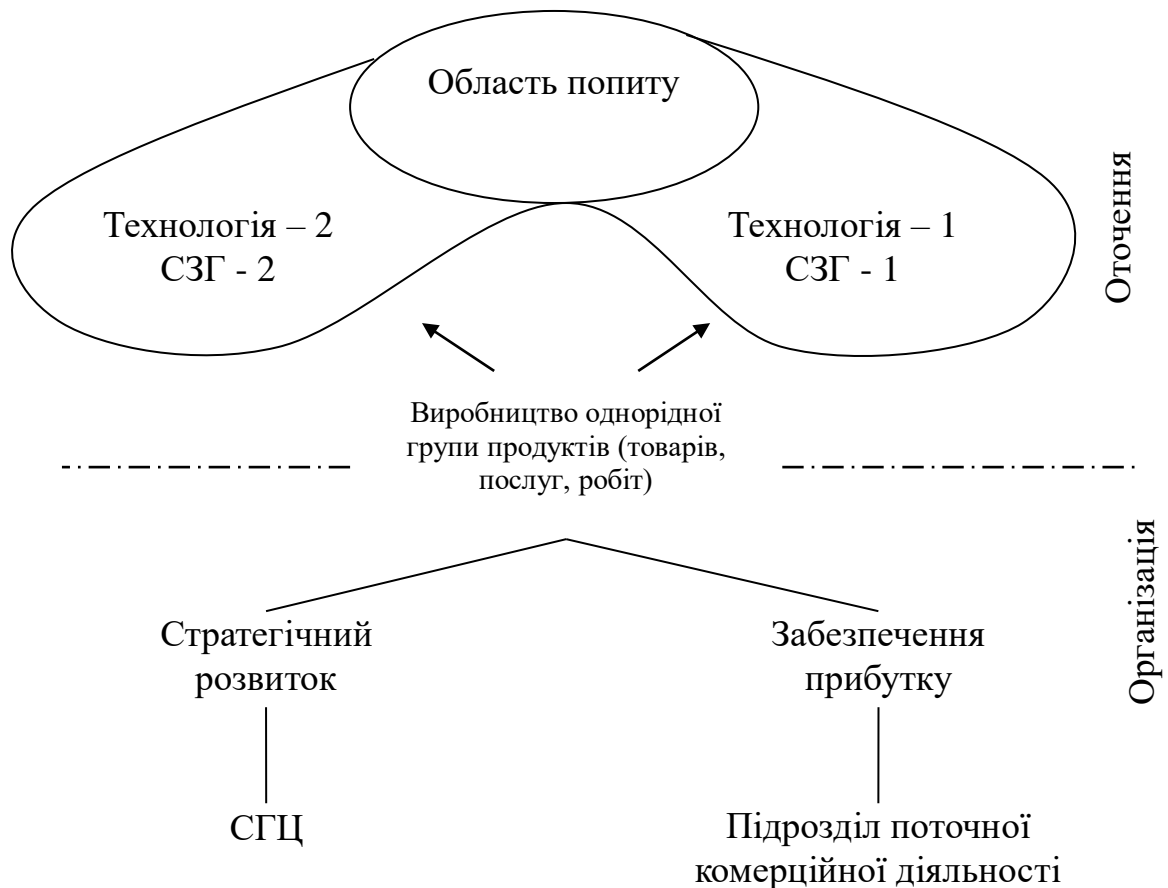 Область попиту
Технологія – 2
СЗГ - 2
Технологія – 1
СЗГ - 1
Оточення
Виробництво однорідної
групи продуктів (товарів,
послуг, робіт)
Організація
Стратегічний
розвиток
Забезпечення
прибутку
СГЦ
Підрозділ поточної
комерційної діяльності